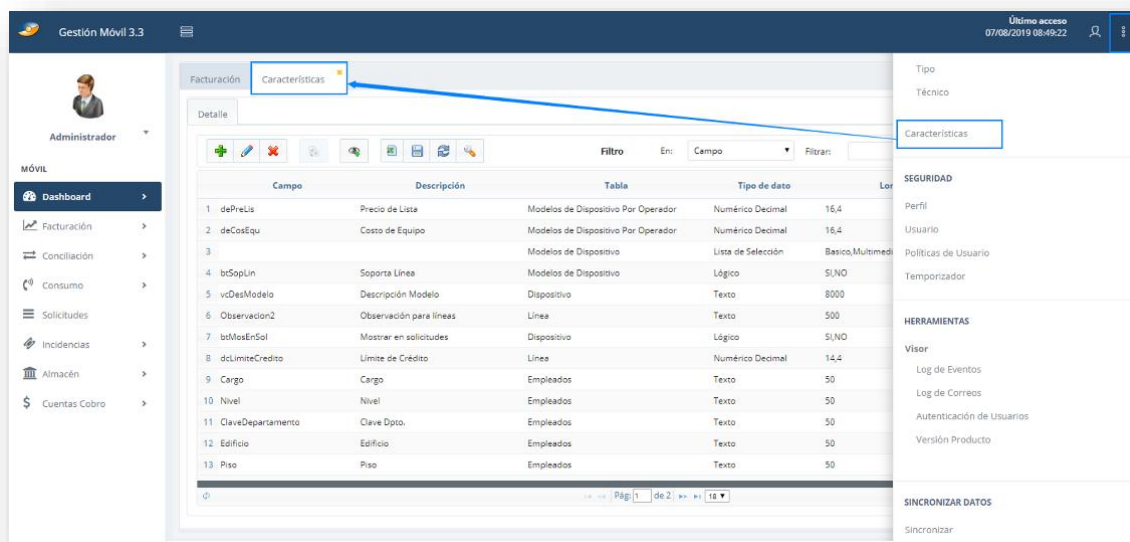 Gestión Móvil 3.3
Último acceso
07/08/2019 08:49:22
Administrador
MÓVIL
Dashboard
Facturación
Conciliación
Consumo
Solicitudes
Incidencias
Almacén
$ Cuentas Cobro
Facturación Características
Detalle
Filtro En: Campo Filtrar:
Campo Descripción Tabla Tipo de dato Lor
1 dePreLis Precio de Lista Modelos de Dispositivo Por Operador Numérico Decimal 16,4
2 deCosEqu Costo de Equipo Modelos de Dispositivo Por Operador Numérico Decimal 16,4
3 Modelos de Dispositivo Lista de Selección Basico,Multimedi
4 btSopLin Soporta Línea Modelos de Dispositivo Lógico SI,NO
5 vcDesModelo Descripción Modelo Dispositivo Texto 8000
6 Observacion2 Observación para líneas Línea Texto 500
7 btMosEnSol Mostrar en solicitudes Dispositivo Lógico SI,NO
8 dcLimiteCredito Límite de Crédito Línea Numérico Decimal 14,4
9 Cargo Cargo Empleados Texto 50
10 Nivel Nivel Empleados Texto 50
11 ClaveDepartamento Clave Dpto. Empleados Texto 50
12 Edificio Edificio Empleados Texto 50
13 Piso Piso Empleados Texto 50
Pág: 1 de 2 18
Tipo
Técnico
Características
SEGURIDAD
Perfil
Usuario
Políticas de Usuario
Temporizador
HERRAMIENTAS
Visor
Log de Eventos
Log de Correos
Autenticación de Usuarios
Versión Producto
SINCRONIZAR DATOS
Sincronizar